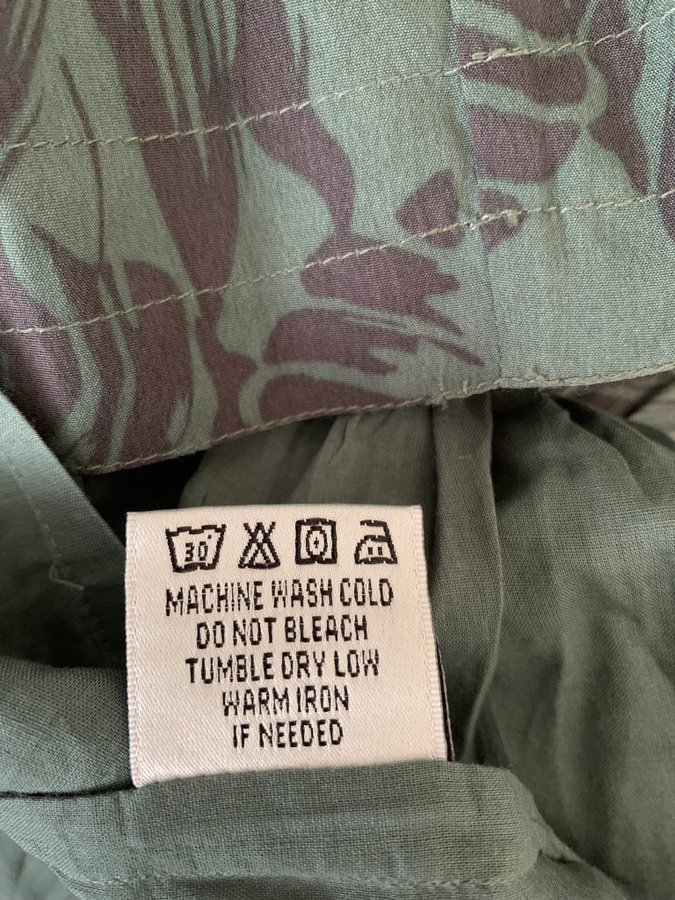 30°
MACHINE WASH COLD
DO NOT BLEACH
TUMBLE DRY LOW
WARM IRON
IF NEEDED